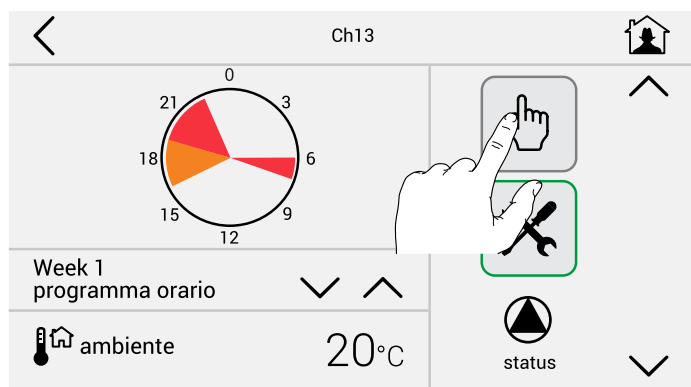 Ch13
0
21
3
18
6
15
9
12
Week 1
programma orario
ambiente
20°C
status